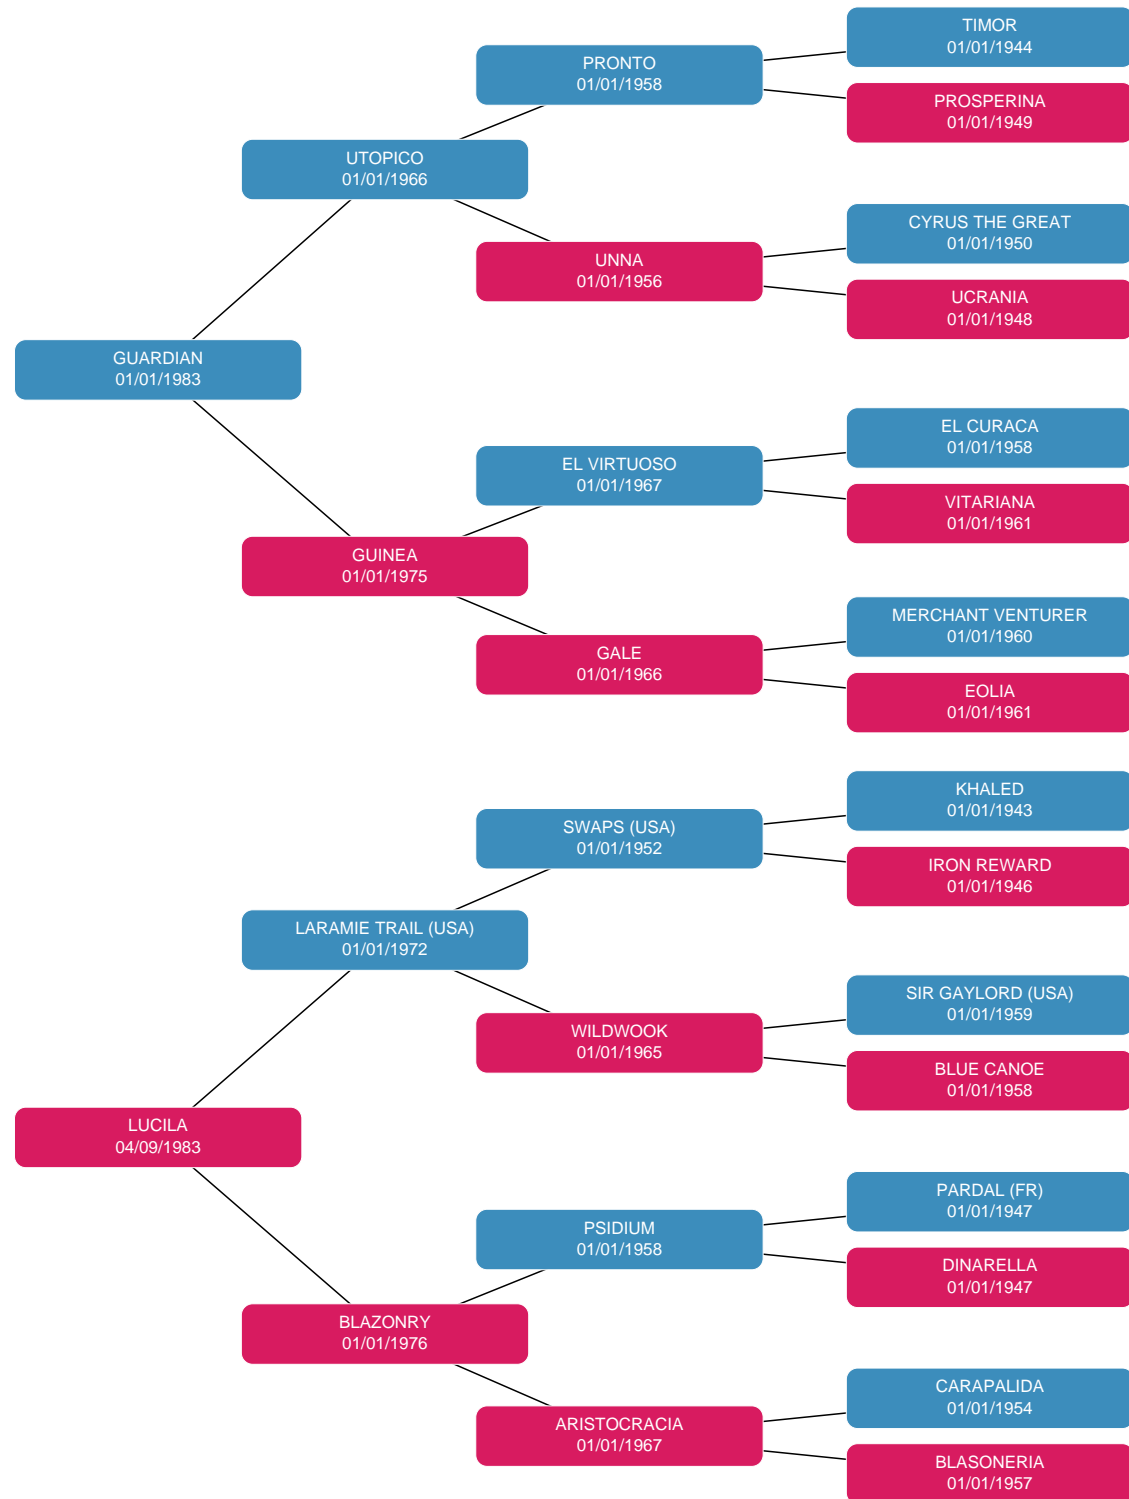 TIMOR
01/01/1944
PRONTO
01/01/1958
PROSPERINA
01/01/1949
UTOPICO
01/01/1966
CYRUS THE GREAT
01/01/1950
UNNA
01/01/1956
UCRANIA
01/01/1948
GUARDIAN
01/01/1983
EL CURACA
01/01/1958
EL VIRTUOSO
01/01/1967
VITARIANA
01/01/1961
GUINEA
01/01/1975
MERCHANT VENTURER
01/01/1960
GALE
01/01/1966
EOLIA
01/01/1961
KHALED
01/01/1943
SWAPS (USA)
01/01/1952
IRON REWARD
01/01/1946
LARAMIE TRAIL (USA)
01/01/1972
SIR GAYLORD (USA)
01/01/1959
WILDWOOK
01/01/1965
BLUE CANOE
01/01/1958
LUCILA
04/09/1983
PARDAL (FR)
01/01/1947
PSIDIUM
01/01/1958
DINARELLA
01/01/1947
BLAZONRY
01/01/1976
CARAPALIDA
01/01/1954
ARISTOCRACIA
01/01/1967
BLASONERIA
01/01/1957